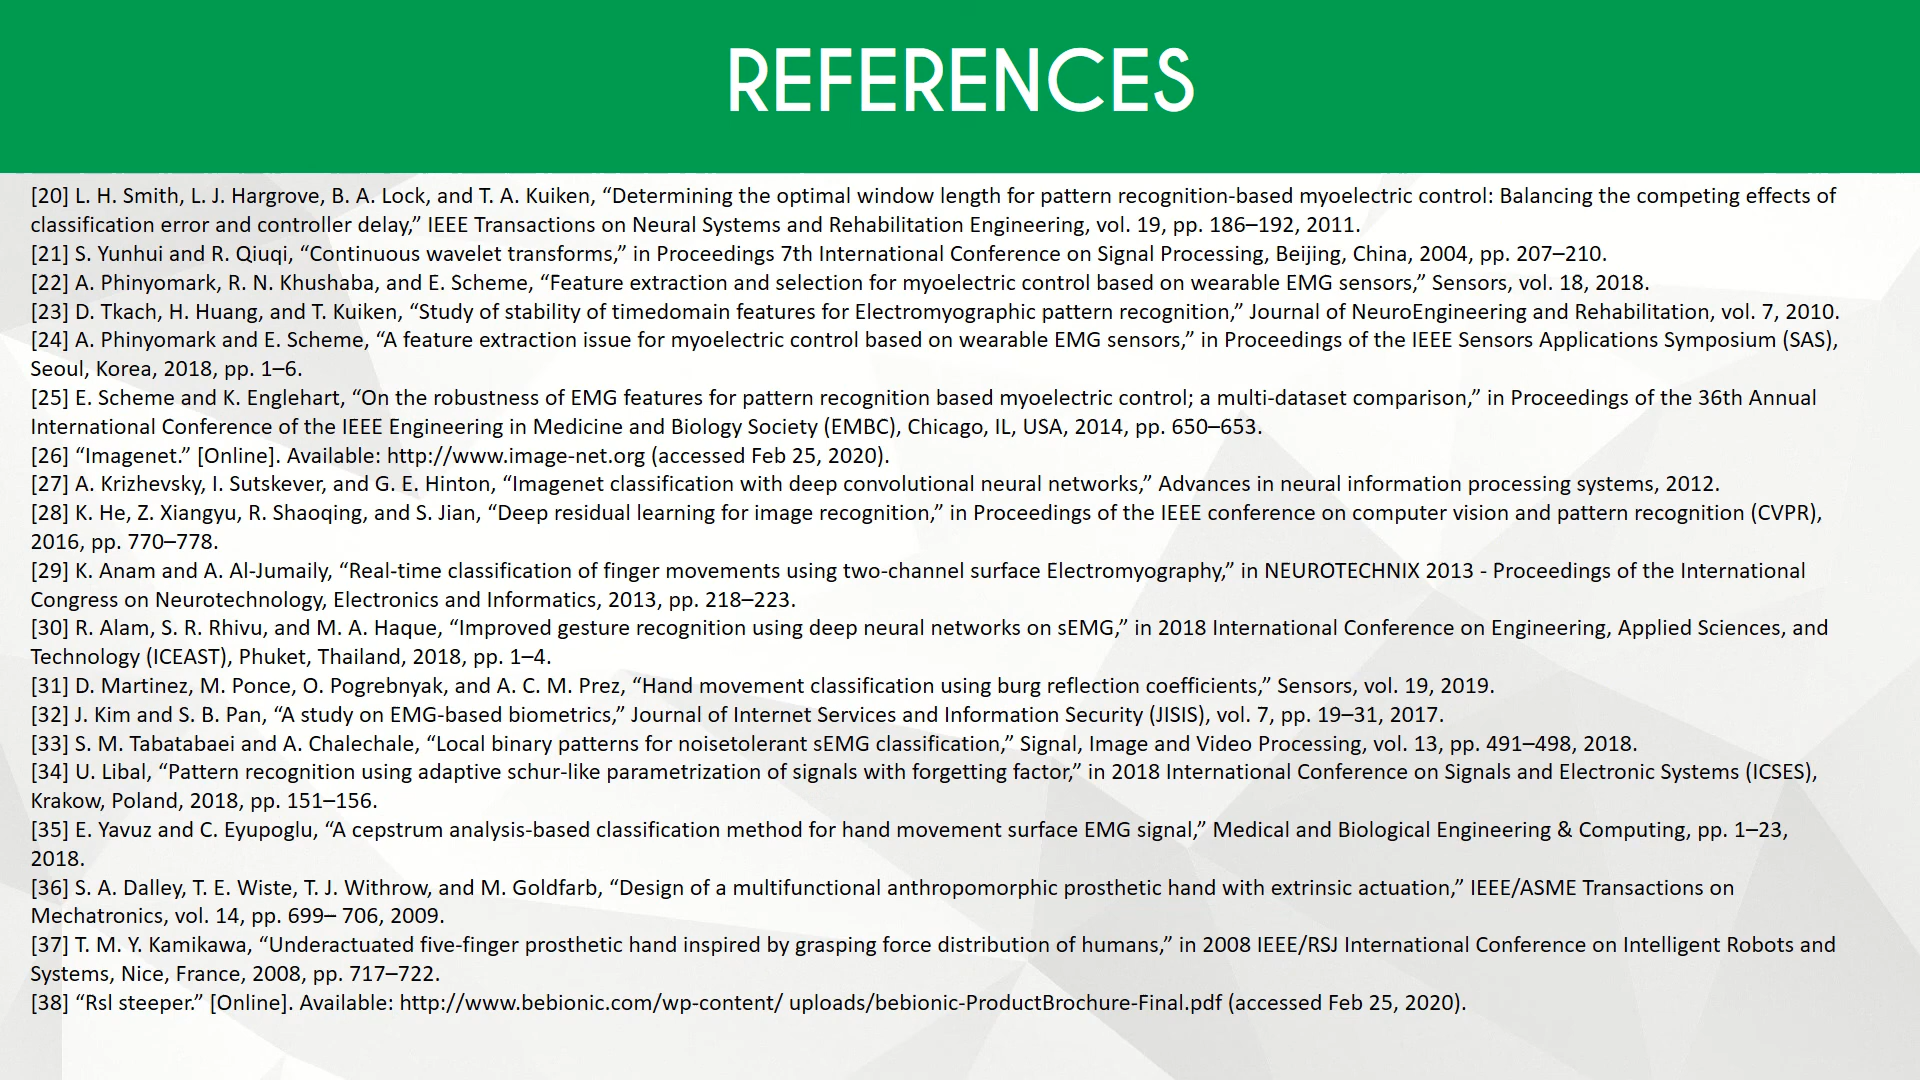 REFERENCES
[20] L. H. Smith, L. J. Hargrove, B. A. Lock, and T. A. Kuiken, “Determining the optimal window length for pattern recognition-based myoelectric control: Balancing the competing effects of
classification error and controller delay,” IEEE Transactions on Neural Systems and Rehabilitation Engineering, vol. 19, pp. 186–192, 2011.
[21] S. Yunhui and R. Qiuqi, “Continuous wavelet transforms,” in Proceedings 7th International Conference on Signal Processing, Beijing, China, 2004, pp. 207–210.
[22] A. Phinyomark, R. N. Khushaba, and E. Scheme, “Feature extraction and selection for myoelectric control based on wearable EMG sensors,” Sensors, vol. 18, 2018.
[23] D. Tkach, H. Huang, and T. Kuiken, “Study of stability of timedomain features for Electromyographic pattern recognition,” Journal of NeuroEngineering and Rehabilitation, vol. 7, 2010.
[24] A. Phinyomark and E. Scheme, “A feature extraction issue for myoelectric control based on wearable EMG sensors,” in Proceedings of the IEEE Sensors Applications Symposium (SAS),
Seoul, Korea, 2018, pp. 1–6.
[25] E. Scheme and K. Englehart, “On the robustness of EMG features for pattern recognition based myoelectric control; a multi-dataset comparison,” in Proceedings of the 36th Annual
International Conference of the IEEE Engineering in Medicine and Biology Society (EMBC), Chicago, IL, USA, 2014, pp. 650–653.
[26] “Imagenet.” [Online]. Available: http://www.image-net.org (accessed Feb 25, 2020).
[27] A. Krizhevsky, I. Sutskever, and G. E. Hinton, “Imagenet classification with deep convolutional neural networks,” Advances in neural information processing systems, 2012.
[28] K. He, Z. Xiangyu, R. Shaoqing, and S. Jian, “Deep residual learning for image recognition,” in Proceedings of the IEEE conference on computer vision and pattern recognition (CVPR),
2016, pp. 770–778.
[29] K. Anam and A. Al-Jumaily, “Real-time classification of finger movements using two-channel surface Electromyography,” in NEUROTECHNIX 2013 - Proceedings of the International
Congress on Neurotechnology, Electronics and Informatics, 2013, pp. 218–223.
[30] R. Alam, S. R. Rhivu, and M. A. Haque, “Improved gesture recognition using deep neural networks on sEMG,” in 2018 International Conference on Engineering, Applied Sciences, and
Technology (ICEAST), Phuket, Thailand, 2018, pp. 1–4.
[31] D. Martinez, M. Ponce, O. Pogrebnyak, and A. C. M. Prez, “Hand movement classification using burg reflection coefficients,” Sensors, vol. 19, 2019.
[32] J. Kim and S. B. Pan, “A study on EMG-based biometrics,” Journal of Internet Services and Information Security (JISIS), vol. 7, pp. 19–31, 2017.
[33] S. M. Tabatabaei and A. Chalechale, “Local binary patterns for noisetolerant sEMG classification,” Signal, Image and Video Processing, vol. 13, pp. 491–498, 2018.
[34] U. Libal, “Pattern recognition using adaptive schur-like parametrization of signals with forgetting factor,” in 2018 International Conference on Signals and Electronic Systems (ICSES),
Krakow, Poland, 2018, pp. 151–156.
[35] E. Yavuz and C. Eyupoglu, “A cepstrum analysis-based classification method for hand movement surface EMG signal,” Medical and Biological Engineering & Computing, pp. 1–23,
2018.
[36] S. A. Dalley, T. E. Wiste, T. J. Withrow, and M. Goldfarb, “Design of a multifunctional anthropomorphic prosthetic hand with extrinsic actuation,” IEEE/ASME Transactions on
Mechatronics, vol. 14, pp. 699– 706, 2009.
[37] T. M. Y. Kamikawa, “Underactuated five-finger prosthetic hand inspired by grasping force distribution of humans,” in 2008 IEEE/RSJ International Conference on Intelligent Robots and
Systems, Nice, France, 2008, pp. 717–722.
[38] “Rsl steeper.” [Online]. Available: http://www.bebionic.com/wp-content/ uploads/bebionic-ProductBrochure-Final.pdf (accessed Feb 25, 2020).